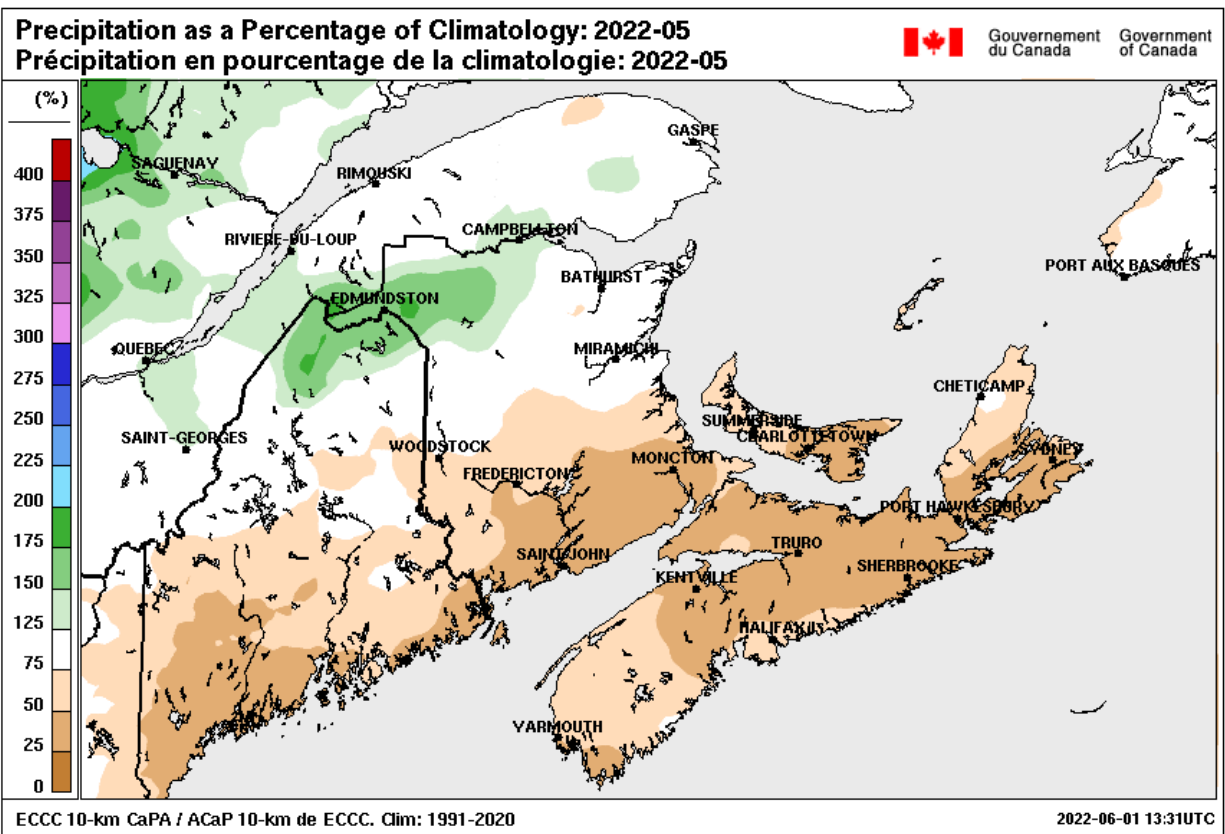 Precipitation as a Percentage of Climatology: 2022-05
Précipitation en pourcentage de la climatologie: 2022-05
Gouvernement du Canada
Government of Canada
(%)
400
375
350
325
300
275
250
225
200
175
150
125
75
50
25
0
GASPE
SAGUENAY
RIMOUSKI
CAMPBELLTON
RIVIERE-DU-LOUP
PORT AUX BASQUES
BATHURST
EDMUNDSTON
QUEBEC
MIRAMICHI
CHETICAMP
SUMMERSIDE
CHARLOTTETOWN
SAINT-GEORGES
WOODSTOCK
SYDNEY
MONCTON
FREDERICTON
PORT HAWKESBURY
TRURO
SAINT JOHN
SHERBROOKE
KENTVILLE
HALIFAX
YARMOUTH
ECCC 10-km CaPA / ACaP 10-km de ECCC. Clim: 1991-2020
2022-06-01 13:31UTC